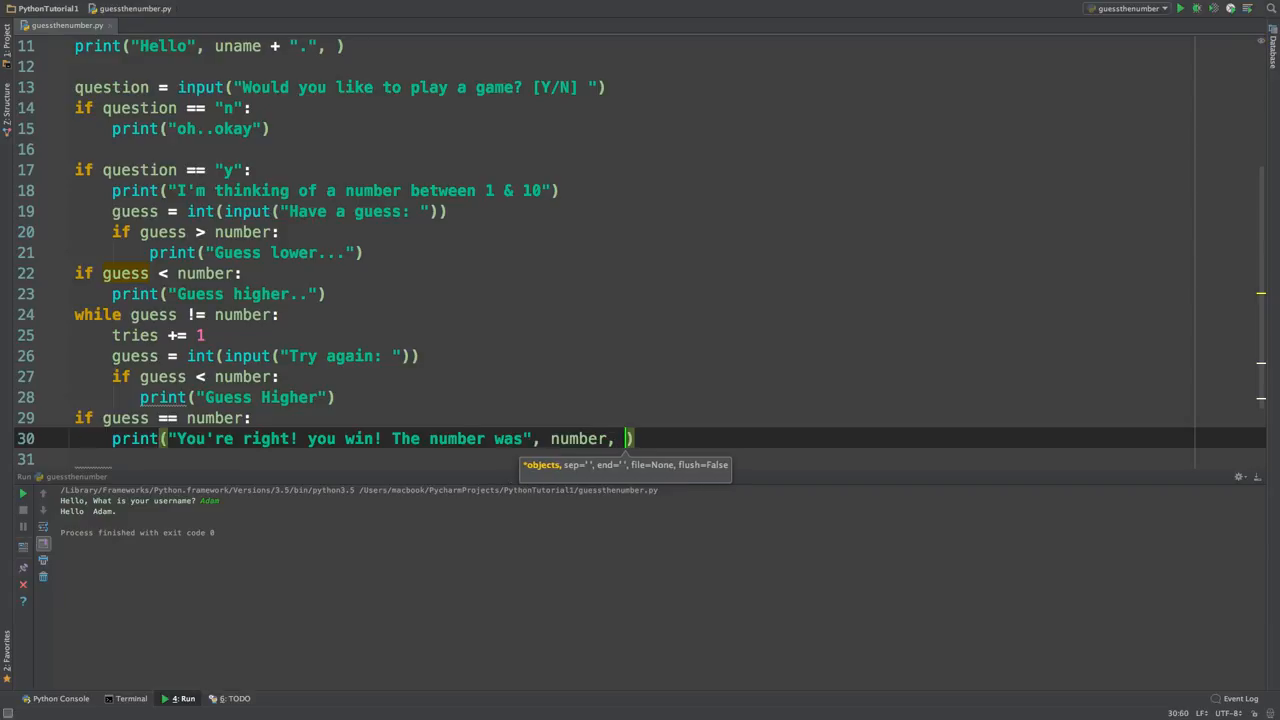 PythonTutorial1 guessthenumber.py guessthenumber
guessthenumber.py
11 print("Hello", uname + ".", )
12
13 question = input("Would you like to play a game? [Y/N] ")
14 if question == "n":
15 print("oh..okay")
16
17 if question == "y":
18 print("I'm thinking of a number between 1 & 10")
19 guess = int(input("Have a guess: "))
20 if guess > number:
21 print("Guess lower...")
22 if guess < number:
23 print("Guess higher..")
24 while guess != number:
25 tries += 1
26 guess = int(input("Try again: "))
27 if guess < number:
28 print("Guess Higher")
29 if guess == number:
30 print("You're right! you win! The number was", number, )
31
*objects, sep=' ', end='', file=None, flush=False
Run guessthenumber
/Library/Frameworks/Python.framework/Versions/3.5/bin/python3.5 /Users/macbook/PycharmProjects/PythonTutorial1/guessthenumber.py
Hello, What is your username? Adam
Hello  Adam.
Process finished with exit code 0
1: Project
7: Structure
2: Favorites
Database
Python Console Terminal 4: Run 6: TODO Event Log
30:60 LF÷ UTF-8÷